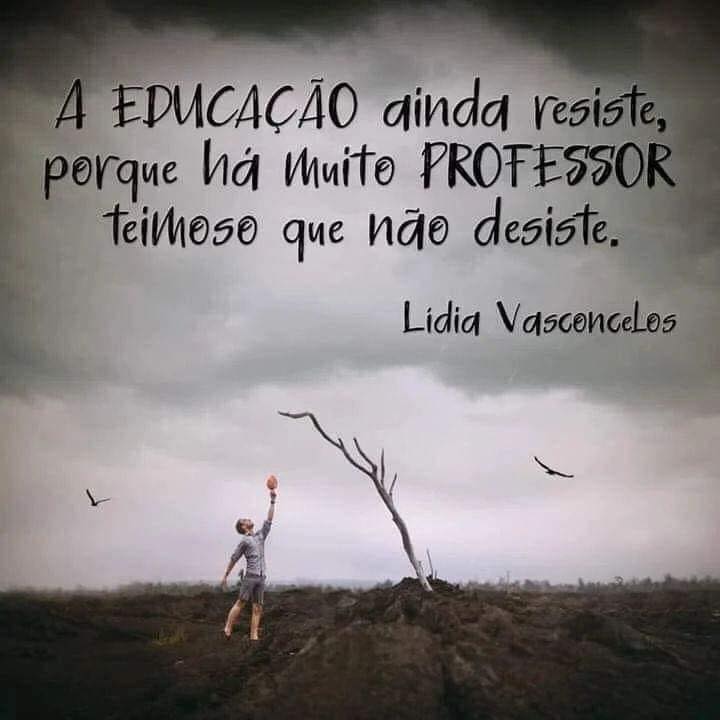 A EDUCAÇÃO ainda resiste,
porque há muito PROFESSOR
teimoso que não desiste.
Lidia Vasconcelos